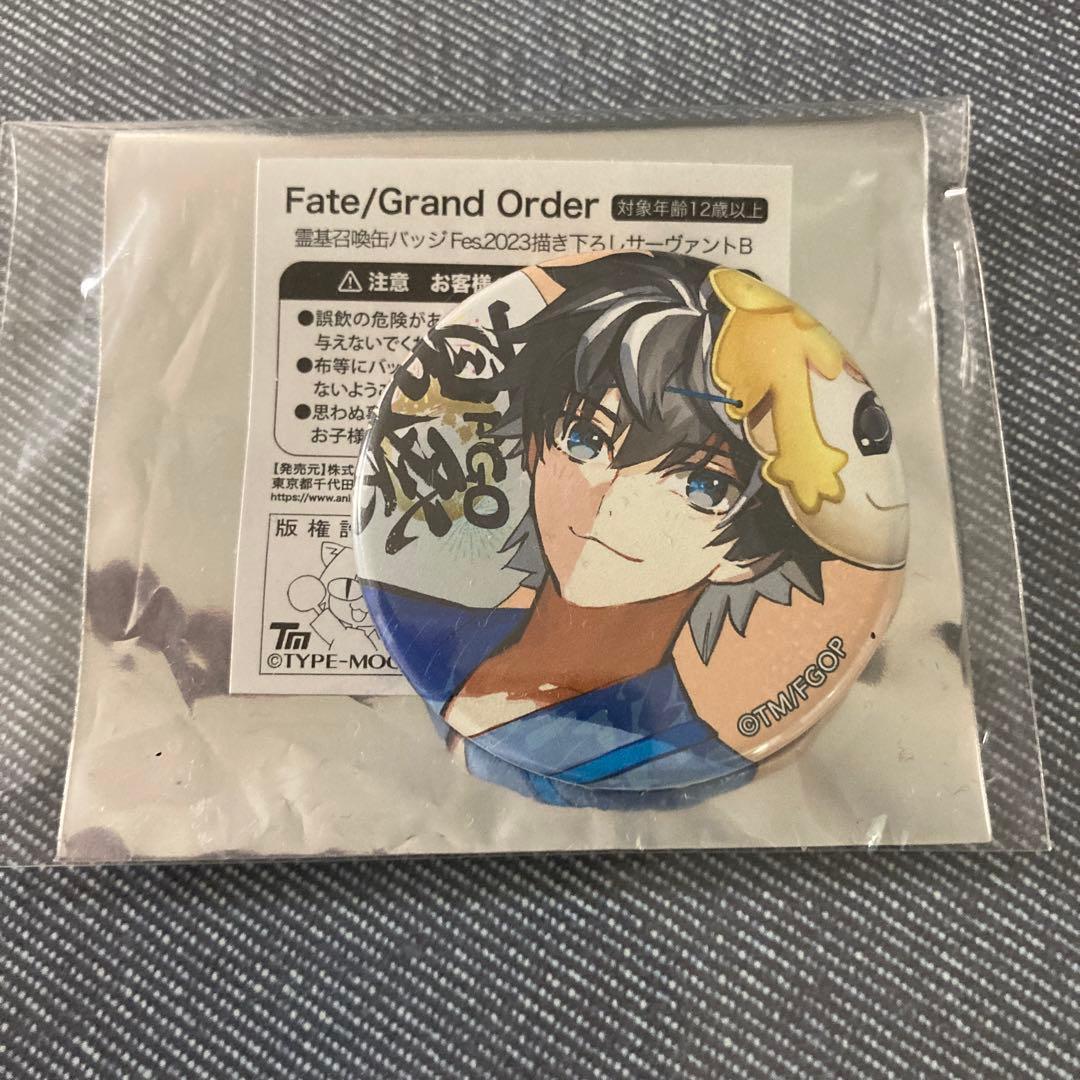 Fate/Grand Order 対象年齢12歳以上
霊基召喚缶バッジ Fes.2023描き下ろしサーヴァントB
⚠注意 お客様
●誤飲の危険があ
与えないでくだ
●布等にバッ
ないよう
●思わぬ
お子様
【発売元】株式
東京都千代田
https://www.ani
版権
TM
©TYPE-MOO
FGO
©TM/FGOP